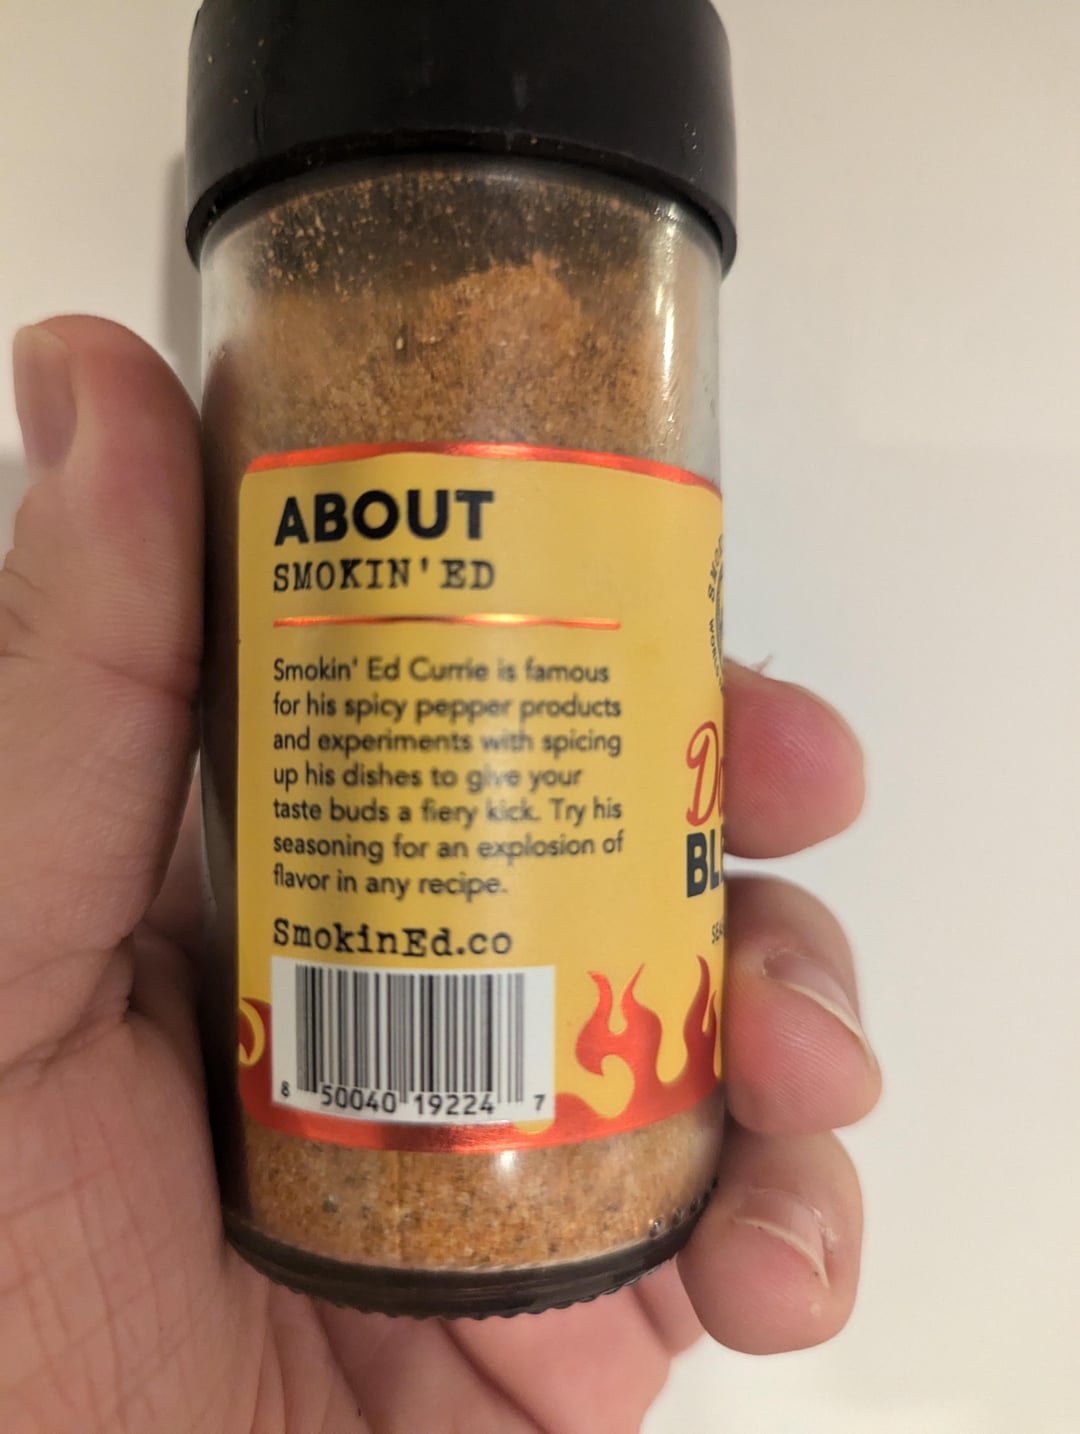 ABOUT
SMOKIN' ED
Smokin' Ed Currie is famous
for his spicy pepper products
and experiments with spicing
up his dishes to give your
taste buds a fiery kick. Try his
seasoning for an explosion of
flavor in any recipe.
SmokinEd.co
8 50040 19224 7